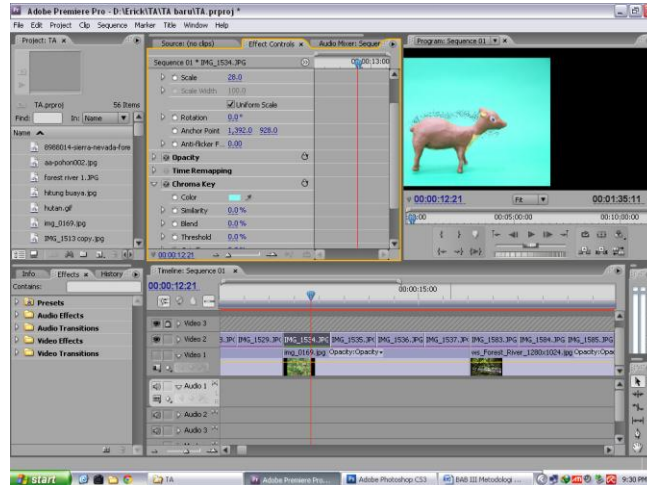 Adobe Premiere Pro - D:\Erick\TA\TA baru\TA.prproj *
File Edit Project Clip Sequence Marker Title Window Help
Project: TA ×
TA.prproj 56 Items
Find: In: Name
Name
8988014-sierra-nevada-fore
aa-pohon002.jpg
forest river 1.JPG
hitung buaya.jpg
hutan.gif
img_0169.jpg
IMG_1513 copy.jpg
Source: (no clips) Effect Controls × Audio Mixer: Sequer
Sequence 01 * IMG_1534.JPG 00:00:13:00
Scale 28.0
Scale Width 100.0
Uniform Scale
Rotation 0.0°
Anchor Point 1,392.0 928.0
Anti-flicker F... 0.00
Opacity
Time Remapping
Chroma Key
Color
Similarity 0.0 %
Blend 0.0 %
Threshold 0.0 %
00:00:12:21
Program: Sequence 01 ×
00:00:12:21 Fit 00:01:35:11
00:00 00:05:00:00 00:10:00:00
Info Effects × History
Contains:
Presets
Audio Effects
Audio Transitions
Video Effects
Video Transitions
Timeline: Sequence 01 ×
00:00:12:21 00:00:15:00
Video 3
Video 2 IMG_1529.JPG IMG_1534.JPG IMG_1535.JPG IMG_1536.JPG IMG_1537.JPG IMG_1583.JPG IMG_1584.JPG IMG_1585.JPG
Video 1 img_0169.jpg Opacity:Opacity ws_Forest_River_1280x1024.jpg Opacity:Opa
Audio 1
Audio 2
Audio 3
start TA Adobe Premiere Pro... Adobe Photoshop CS3 BAB III Metodologi ... 9:30 PM